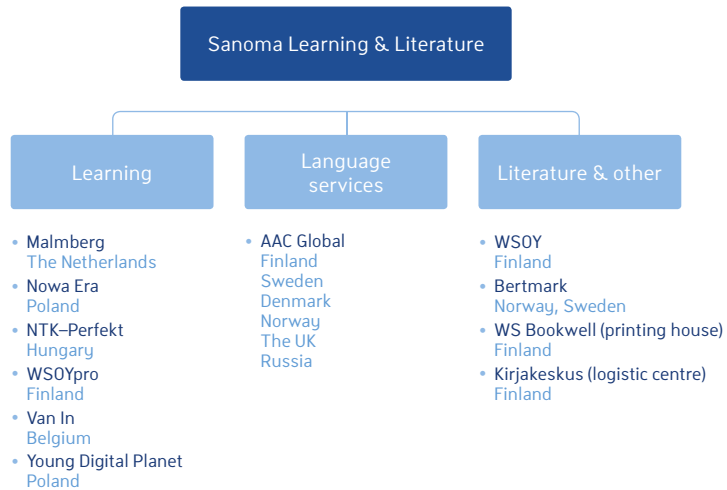 Sanoma Learning & Literature
Learning
Language
services
Literature & other
• Malmberg
The Netherlands
• Nowa Era
Poland
• NTK–Perfekt
Hungary
• WSOYpro
Finland
• Van In
Belgium
• Young Digital Planet
Poland
• AAC Global
Finland
Sweden
Denmark
Norway
The UK
Russia
• WSOY
Finland
• Bertmark
Norway, Sweden
• WS Bookwell (printing house)
Finland
• Kirjakeskus (logistic centre)
Finland